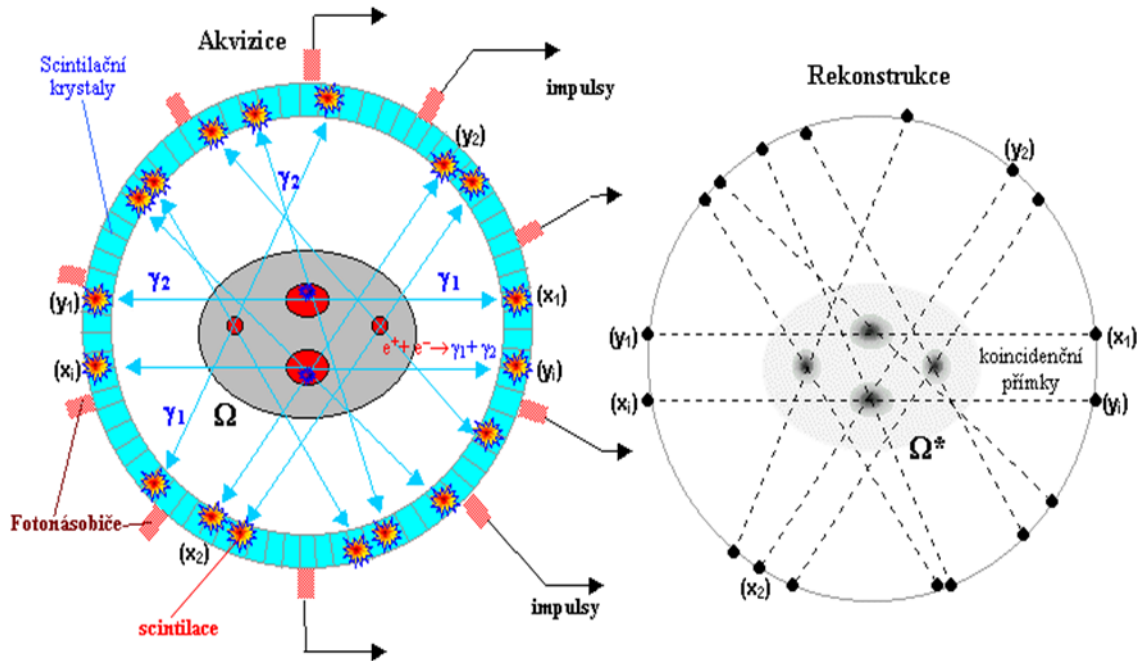 Akvizice
Scintilační
krystaly
impulsy
(y₂)
γ₂
γ₂
γ₁
(y₁)
(x₁)
e⁺+ e⁻→γ₁+γ₂
(xᵢ)
(yᵢ)
γ₁
Ω
Fotonásobiče
(x₂)
scintilace
impulsy
Rekonstrukce
(y₂)
(y₁)
(x₁)
koincidenční
přímky
(xᵢ)
(yᵢ)
Ω*
(x₂)